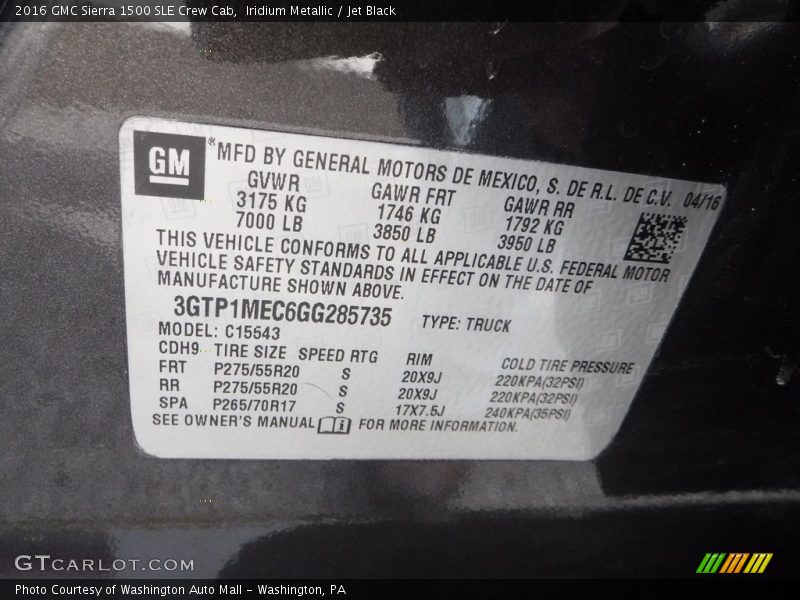 2016 GMC Sierra 1500 SLE Crew Cab, Iridium Metallic / Jet Black
GM
® MFD BY GENERAL MOTORS DE MEXICO, S. DE R.L. DE C.V. 04/16
GVWR GAWR FRT GAWR RR
3175 KG 1746 KG 1792 KG
7000 LB 3850 LB 3950 LB
THIS VEHICLE CONFORMS TO ALL APPLICABLE U.S. FEDERAL MOTOR
VEHICLE SAFETY STANDARDS IN EFFECT ON THE DATE OF
MANUFACTURE SHOWN ABOVE.
3GTP1MEC6GG285735 TYPE: TRUCK
MODEL: C15543
CDH9 TIRE SIZE SPEED RTG RIM COLD TIRE PRESSURE
FRT P275/55R20 S 20X9J 220KPA(32PSI)
RR P275/55R20 S 20X9J 220KPA(32PSI)
SPA P265/70R17 S 17X7.5J 240KPA(35PSI)
SEE OWNER'S MANUAL FOR MORE INFORMATION.
GTCARLOT.COM
Photo Courtesy of Washington Auto Mall - Washington, PA